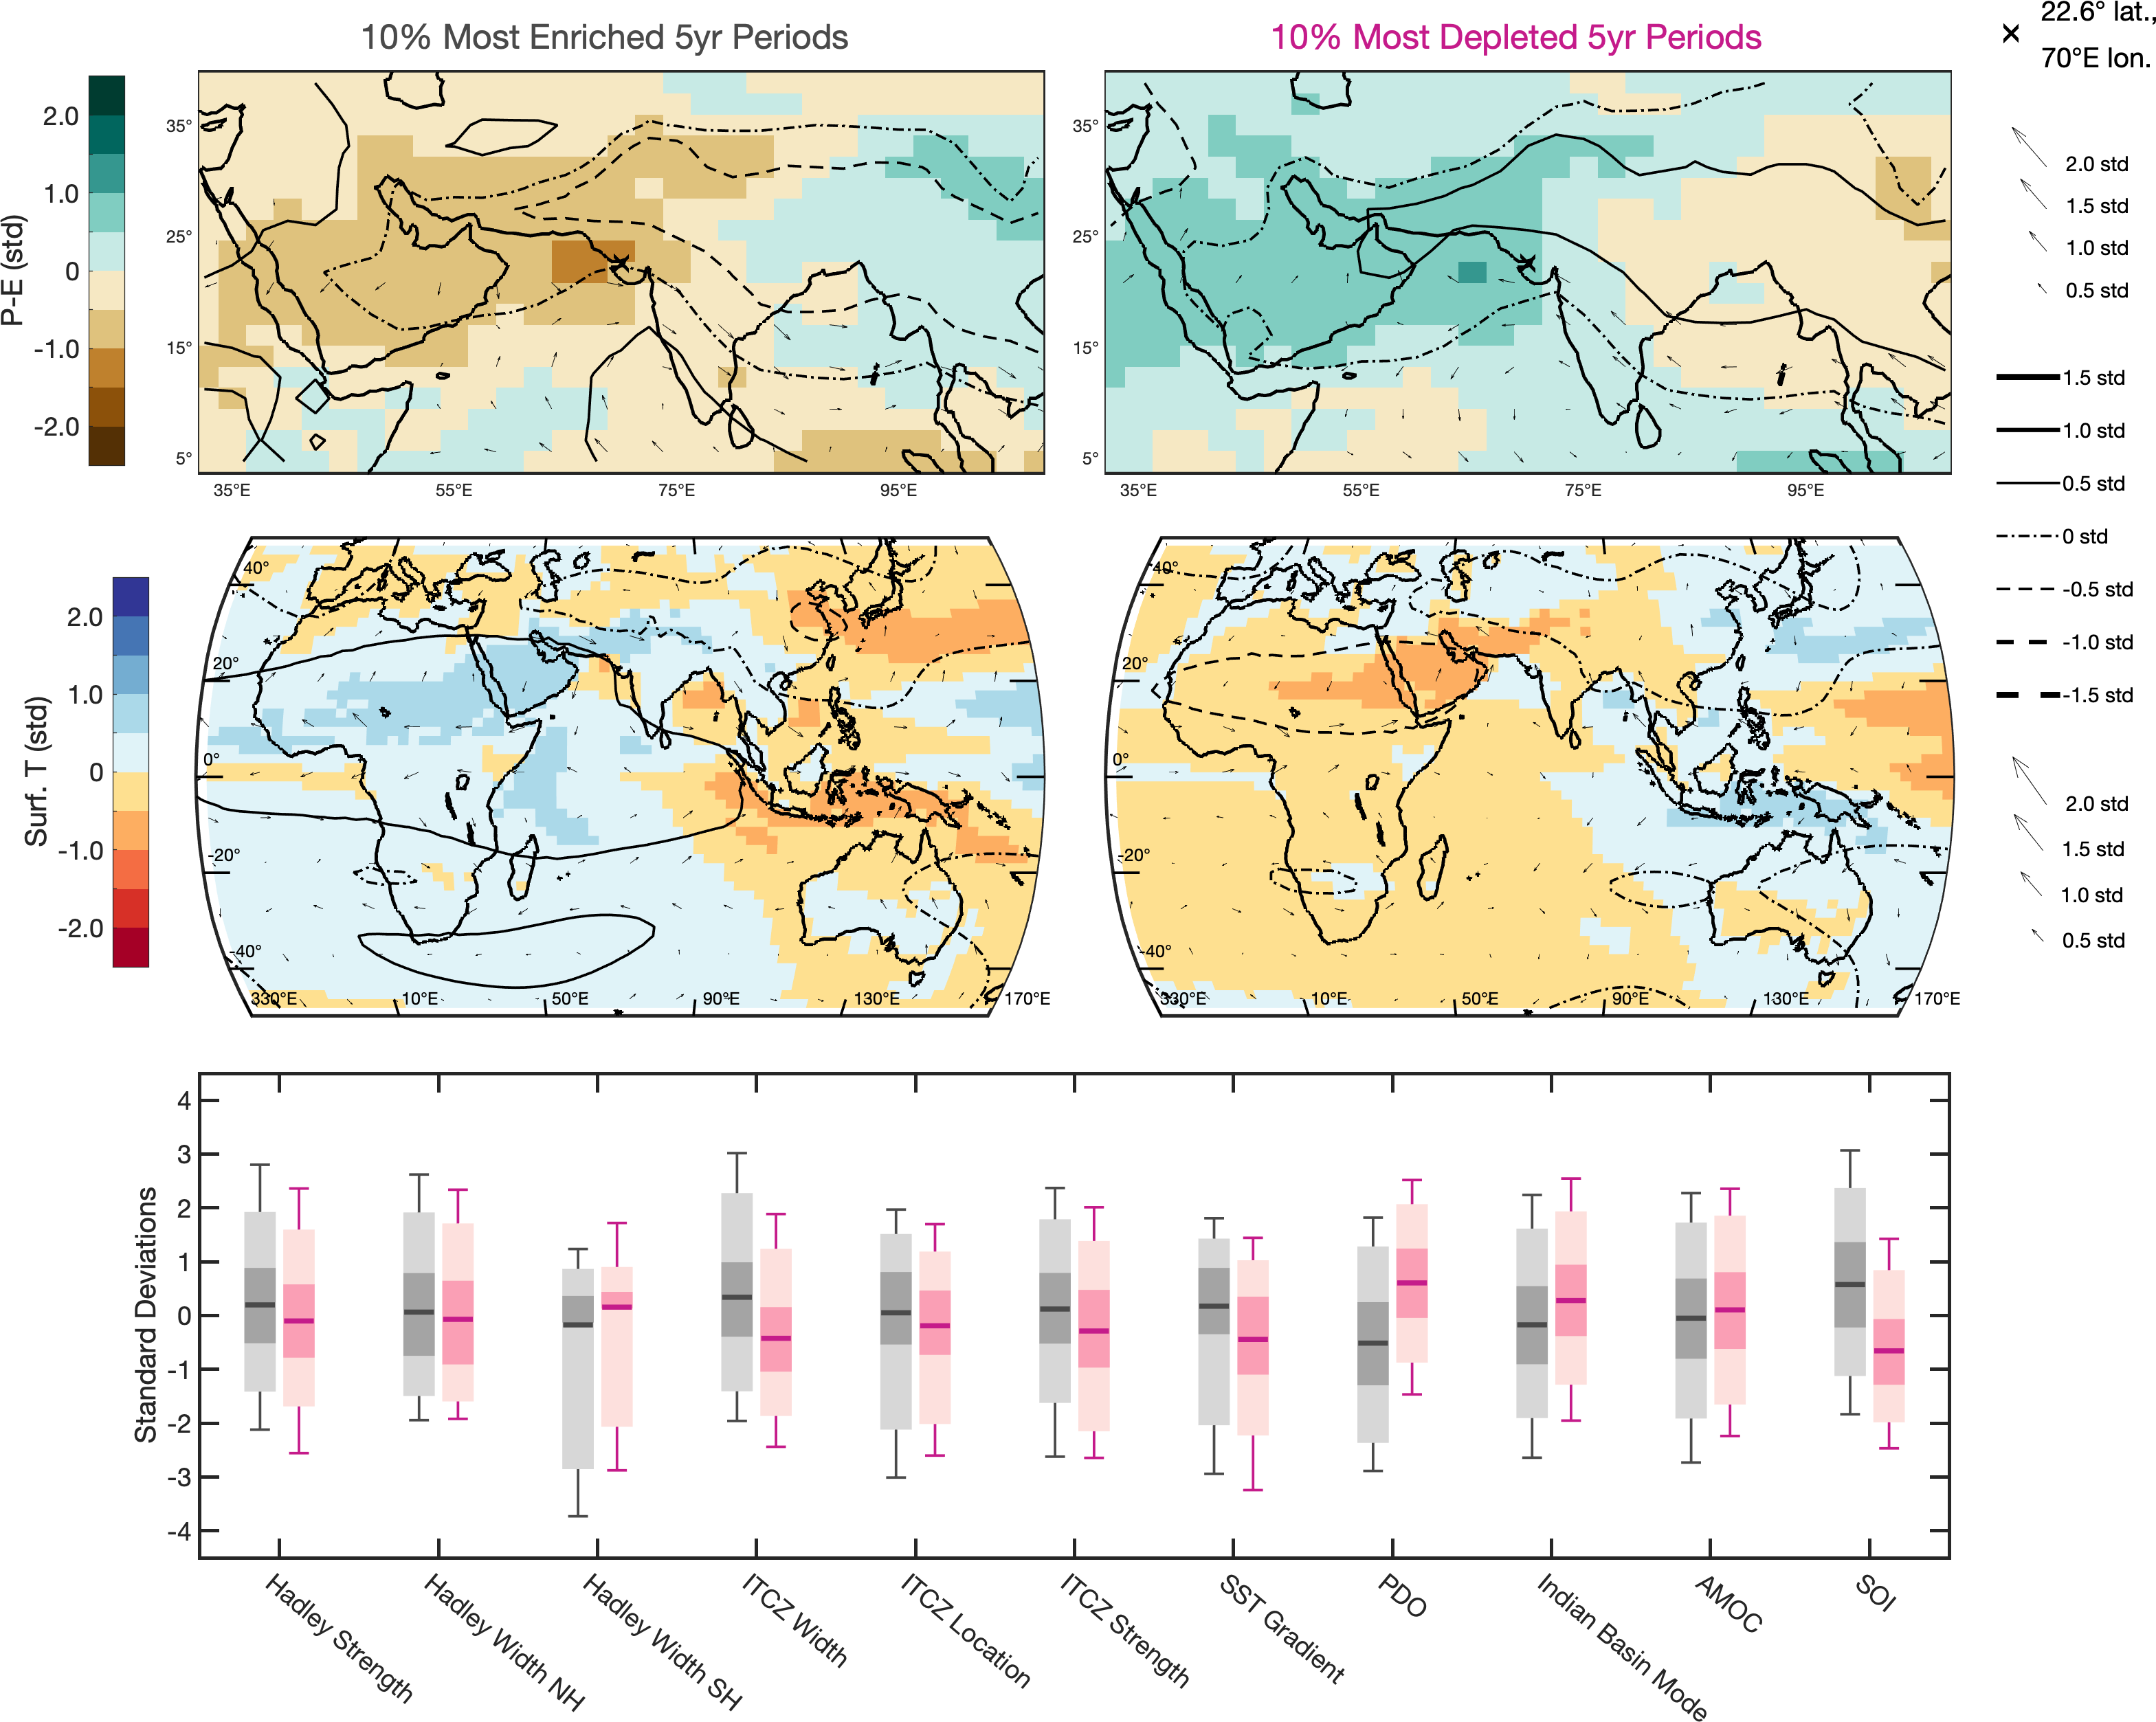 10% Most Enriched 5yr Periods
10% Most Depleted 5yr Periods
22.6° lat.,
70°E lon.
P-E (std)
2.0
1.0
0
-1.0
-2.0
35°
25°
15°
5°
35°E
55°E
75°E
95°E
35°
25°
15°
5°
35°E
55°E
75°E
95°E
2.0 std
1.5 std
1.0 std
0.5 std
1.5 std
1.0 std
0.5 std
0 std
-0.5 std
-1.0 std
-1.5 std
2.0 std
1.5 std
1.0 std
0.5 std
Surf. T (std)
2.0
1.0
0
-1.0
-2.0
40°
20°
0°
-20°
-40°
330°E
10°E
50°E
90°E
130°E
170°E
40°
20°
0°
-20°
-40°
330°E
10°E
50°E
90°E
130°E
170°E
Standard Deviations
4
3
2
1
0
-1
-2
-3
-4
Hadley Strength
Hadley Width NH
Hadley Width SH
ITCZ Width
ITCZ Location
ITCZ Strength
SST Gradient
PDO
Indian Basin Mode
AMOC
SOI